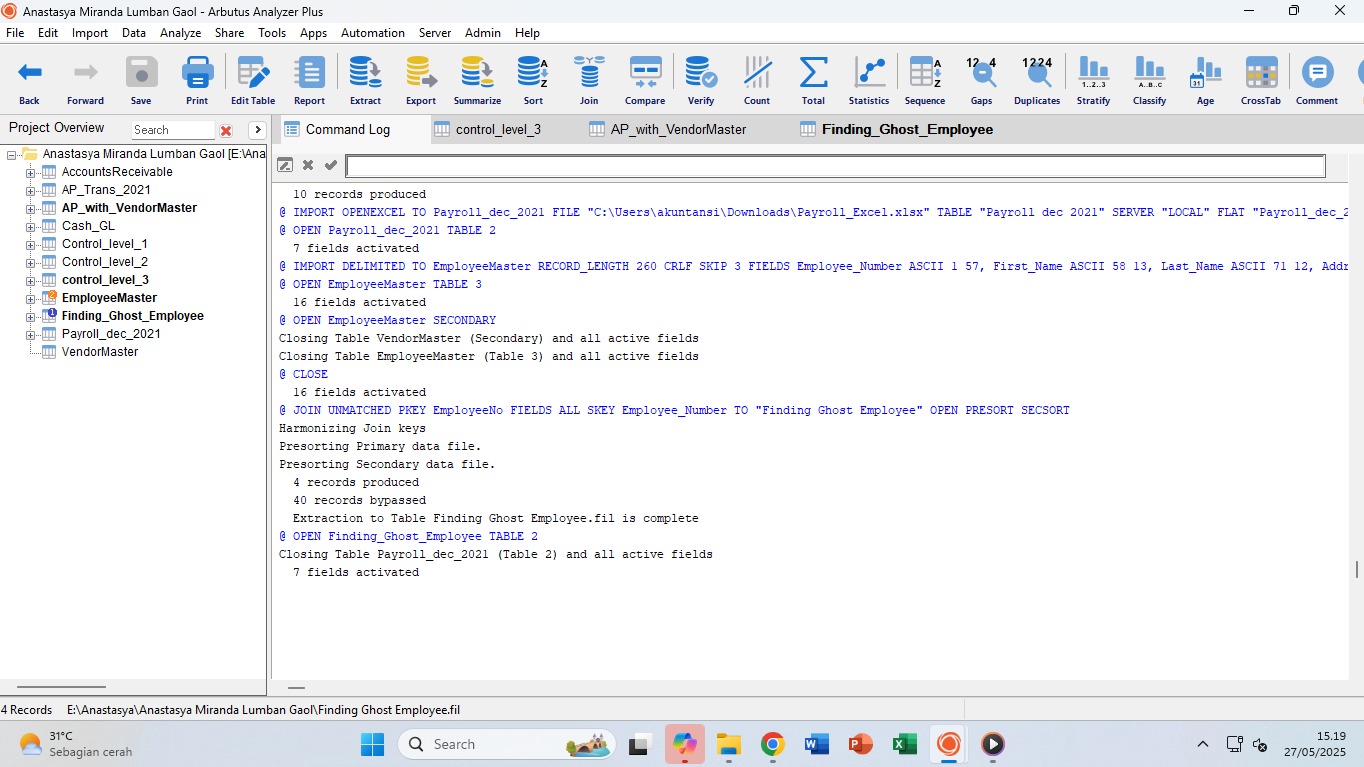 Anastasya Miranda Lumban Gaol - Arbutus Analyzer Plus
File Edit Import Data Analyze Share Tools Apps Automation Server Admin Help
Back Forward Save Print Edit Table Report Extract Export Summarize Sort Join Compare Verify Count Total Statistics Sequence Gaps Duplicates Stratify Classify Age CrossTab Comment
Project Overview Search
Command Log control_level_3 AP_with_VendorMaster Finding_Ghost_Employee
Anastasya Miranda Lumban Gaol [E:\Ana
AccountsReceivable
AP_Trans_2021
AP_with_VendorMaster
Cash_GL
Control_level_1
Control_level_2
control_level_3
EmployeeMaster
Finding_Ghost_Employee
Payroll_dec_2021
VendorMaster
10 records produced
@ IMPORT OPENEXCEL TO Payroll_dec_2021 FILE "C:\Users\akuntansi\Downloads\Payroll_Excel.xlsx" TABLE "Payroll dec 2021" SERVER "LOCAL" FLAT "Payroll_dec_2
@ OPEN Payroll_dec_2021 TABLE 2
7 fields activated
@ IMPORT DELIMITED TO EmployeeMaster RECORD_LENGTH 260 CRLF SKIP 3 FIELDS Employee_Number ASCII 1 57, First_Name ASCII 58 13, Last_Name ASCII 71 12, Addr
@ OPEN EmployeeMaster TABLE 3
16 fields activated
@ OPEN EmployeeMaster SECONDARY
Closing Table VendorMaster (Secondary) and all active fields
Closing Table EmployeeMaster (Table 3) and all active fields
@ CLOSE
16 fields activated
@ JOIN UNMATCHED PKEY EmployeeNo FIELDS ALL SKEY Employee_Number TO "Finding Ghost Employee" OPEN PRESORT SECSORT
Harmonizing Join keys
Presorting Primary data file.
Presorting Secondary data file.
4 records produced
40 records bypassed
Extraction to Table Finding Ghost Employee.fil is complete
@ OPEN Finding_Ghost_Employee TABLE 2
Closing Table Payroll_dec_2021 (Table 2) and all active fields
7 fields activated
4 Records E:\Anastasya\Anastasya Miranda Lumban Gaol\Finding Ghost Employee.fil
31°C
Sebagian cerah
Search
15.19
27/05/2025